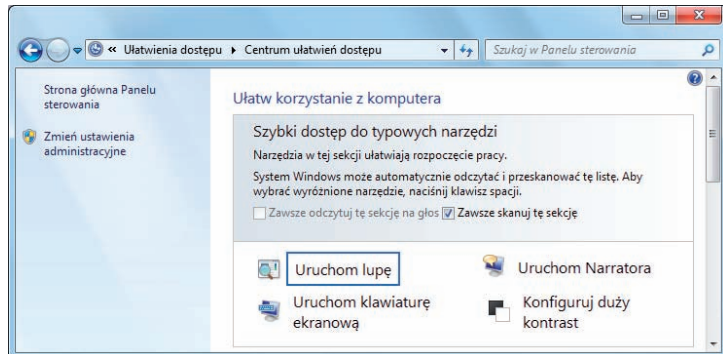 « Ułatwienia dostępu ▸ Centrum ułatwień dostępu
Szukaj w Panelu sterowania
Strona główna Panelu
sterowania
Zmień ustawienia
administracyjne
Ułatw korzystanie z komputera
Szybki dostęp do typowych narzędzi
Narzędzia w tej sekcji ułatwiają rozpoczęcie pracy.
System Windows może automatycznie odczytać i przeskanować tę listę. Aby
wybrać wyróżnione narzędzie, naciśnij klawisz spacji.
Zawsze odczytuj tę sekcję na głos Zawsze skanuj tę sekcję
Uruchom lupę
Uruchom Narratora
Uruchom klawiaturę
ekranową
Konfiguruj duży
kontrast